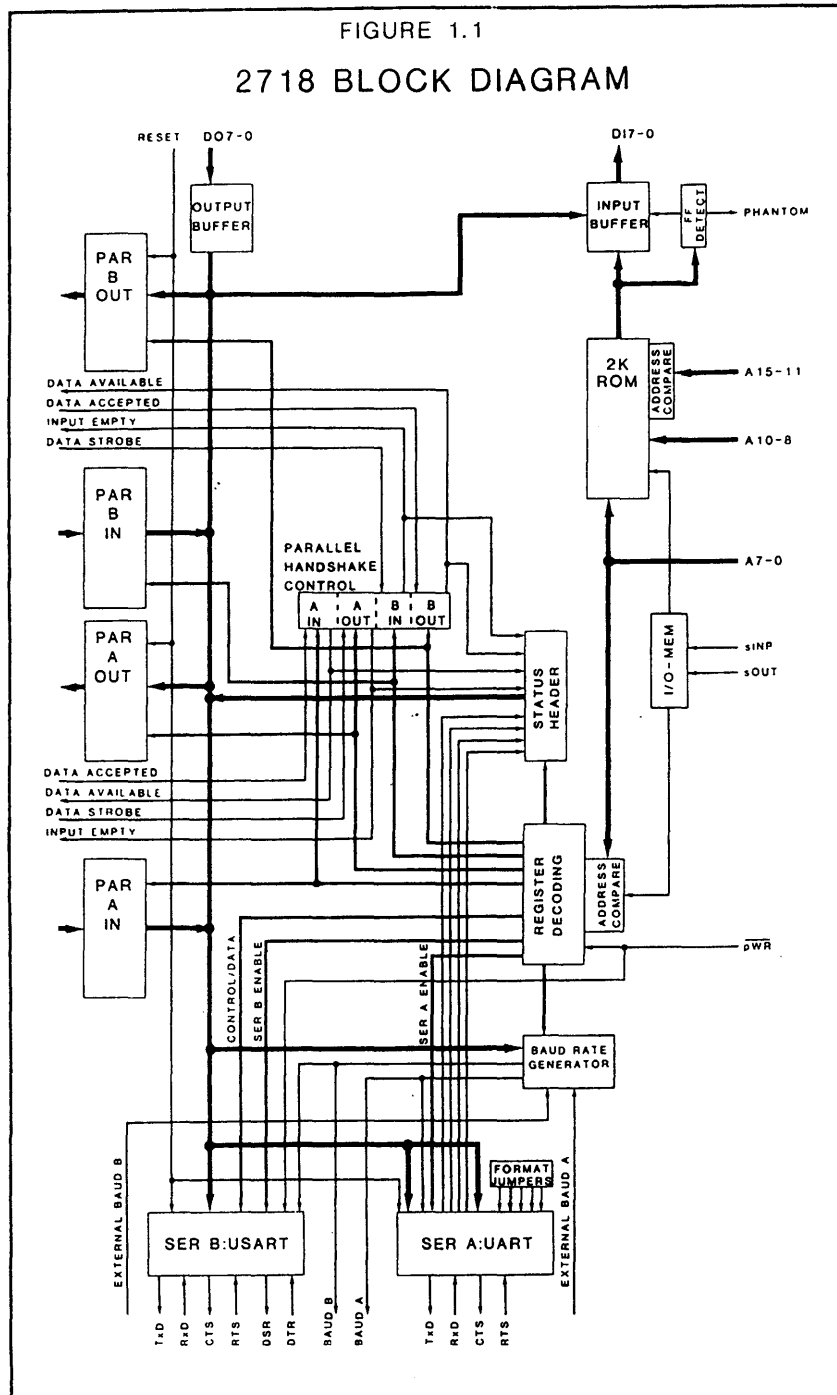 FIGURE 1.1
2718 BLOCK DIAGRAM
RESET
DO7-0
DI7-0
OUTPUT
BUFFER
INPUT
BUFFER
FF
DETECT
PHANTOM
PAR
B
OUT
2K
ROM
ADDRESS
COMPARE
A15-11
A10-8
DATA AVAILABLE
DATA ACCEPTED
INPUT EMPTY
DATA STROBE
PAR
B
IN
PARALLEL
HANDSHAKE
CONTROL
A
IN
A
OUT
B
IN
B
OUT
A7-0
PAR
A
OUT
STATUS
HEADER
I/O-MEM
sINP
sOUT
DATA ACCEPTED
DATA AVAILABLE
DATA STROBE
INPUT EMPTY
PAR
A
IN
REGISTER
DECODING
ADDRESS
COMPARE
pWR
CONTROL/DATA
SER B ENABLE
SER A ENABLE
BAUD RATE
GENERATOR
EXTERNAL BAUD B
FORMAT
JUMPERS
EXTERNAL BAUD A
SER B:USART
SER A:UART
TxD
RxD
CTS
RTS
DSR
DTR
BAUD B
BAUD A
TxD
RxD
CTS
RTS